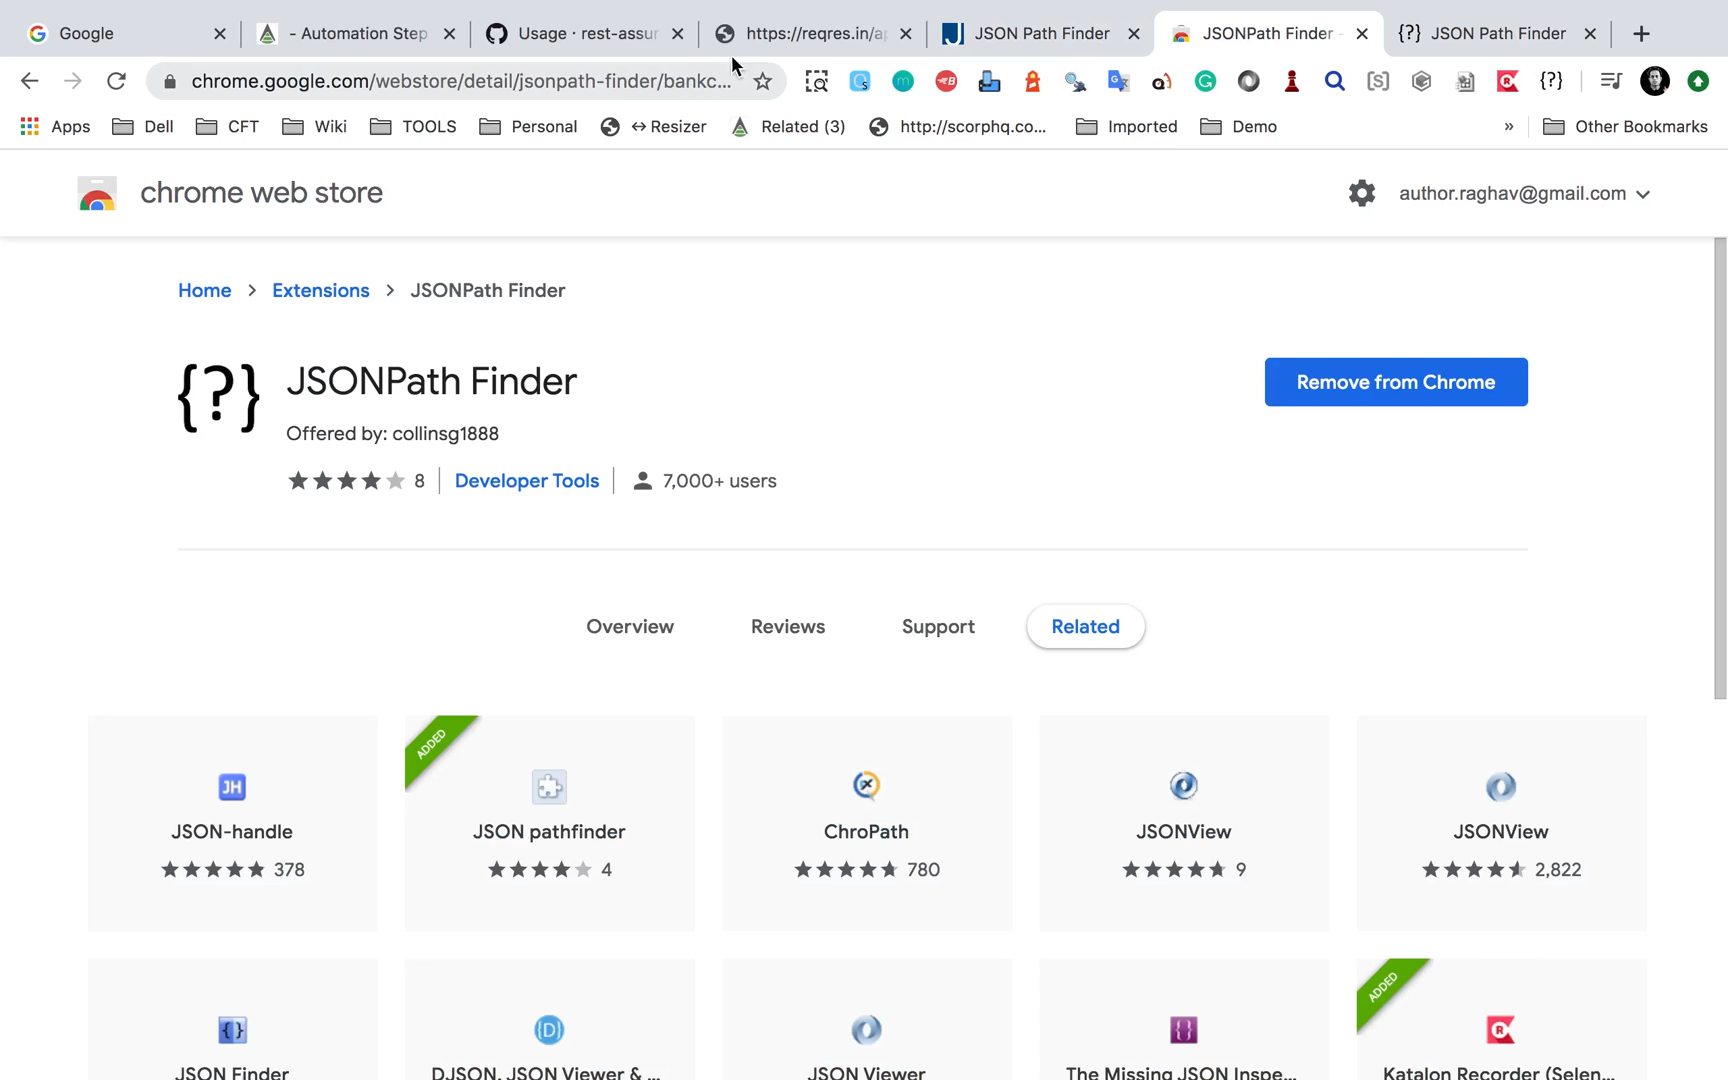 Google
- Automation Step
Usage · rest-assur
https://reqres.in/ap
JSON Path Finder
JSONPath Finder -
{?} JSON Path Finder
chrome.google.com/webstore/detail/jsonpath-finder/bankc...
Apps
Dell
CFT
Wiki
TOOLS
Personal
↔Resizer
Related (3)
http://scorphq.co...
Imported
Demo
»
Other Bookmarks
chrome web store
author.raghav@gmail.com
Home > Extensions > JSONPath Finder
{?}
JSONPath Finder
Remove from Chrome
Offered by: collinsg1888
8
Developer Tools
7,000+ users
Overview
Reviews
Support
Related
ADDED
JH
JSON-handle
JSON pathfinder
ChroPath
JSONView
JSONView
378
4
780
9
2,822
ADDED
JSON Finder
DJSON, JSON Viewer & ...
JSON Viewer
The Missing JSON Inspe...
Katalon Recorder (Selen...